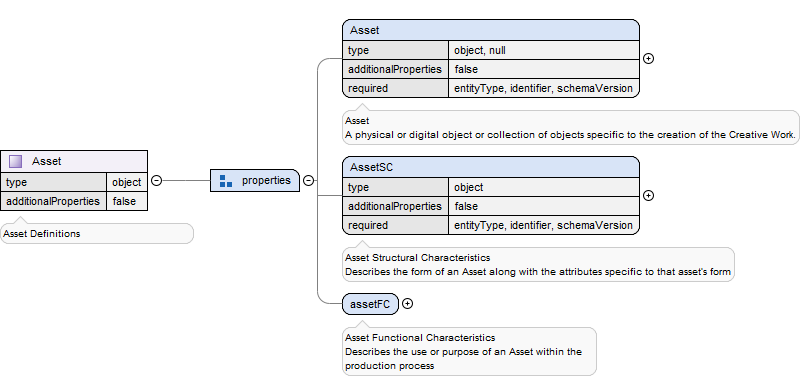 Asset
type object
additionalProperties false
Asset Definitions
properties
Asset
type object, null
additionalProperties false
required entityType, identifier, schemaVersion
Asset
A physical or digital object or collection of objects specific to the creation of the Creative Work.
AssetSC
type object
additionalProperties false
required entityType, identifier, schemaVersion
Asset Structural Characteristics
Describes the form of an Asset along with the attributes specific to that asset's form
assetFC
Asset Functional Characteristics
Describes the use or purpose of an Asset within the
production process